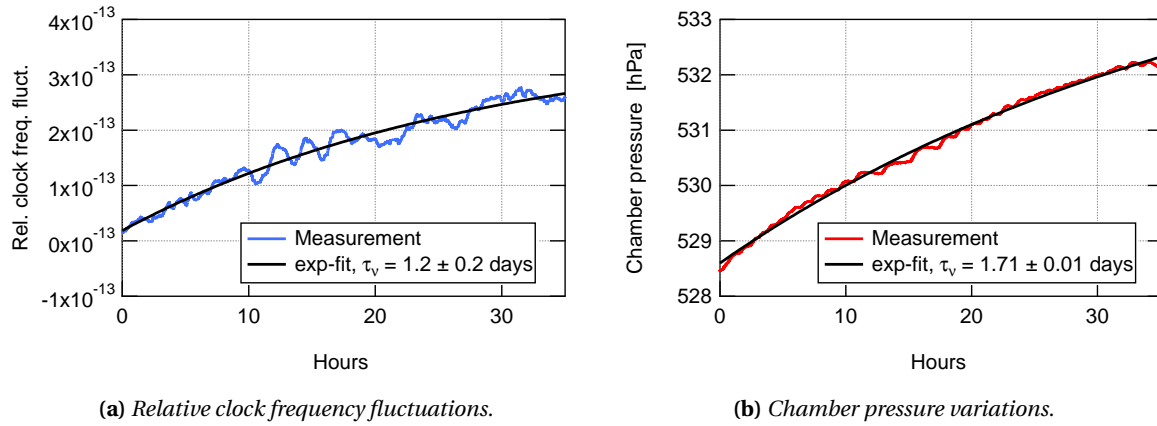 Rel. clock freq. fluct.
4x10⁻¹³
3x10⁻¹³
2x10⁻¹³
1x10⁻¹³
0x10⁻¹³
-1x10⁻¹³
Measurement
exp-fit, τᵥ = 1.2 ± 0.2 days
0
10
20
30
Hours
(a) Relative clock frequency fluctuations.
Chamber pressure [hPa]
533
532
531
530
529
528
Measurement
exp-fit, τᵥ = 1.71 ± 0.01 days
0
10
20
30
Hours
(b) Chamber pressure variations.